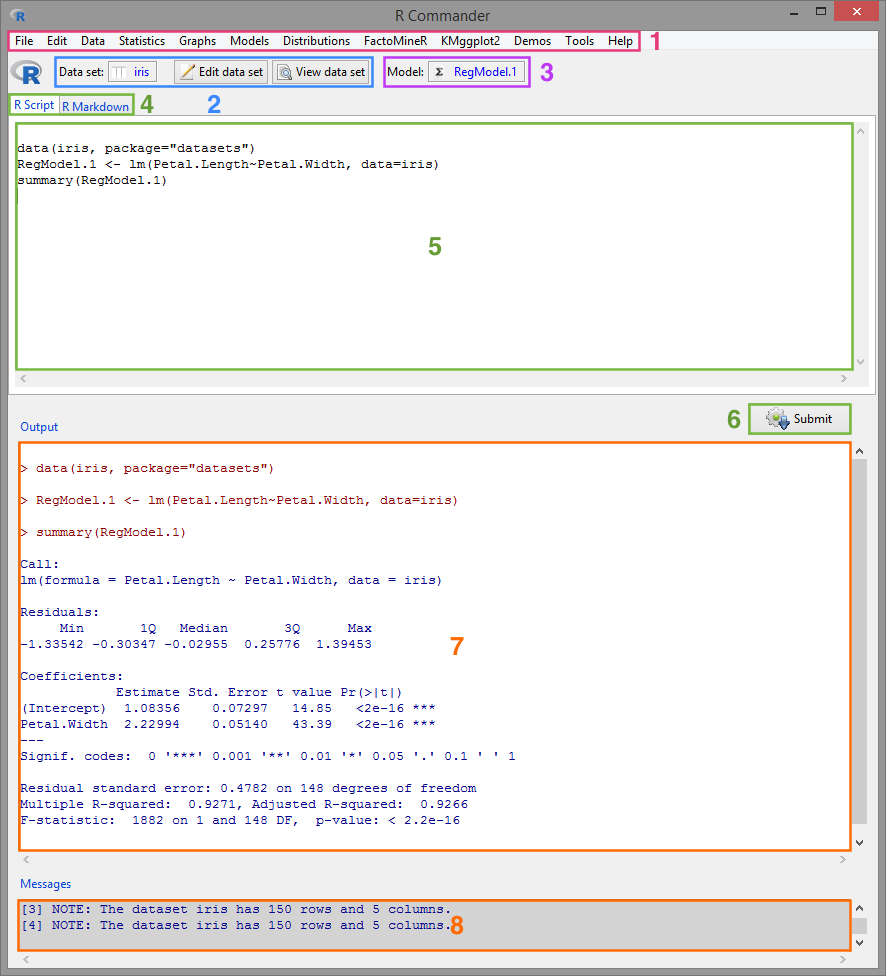 R Commander
File Edit Data Statistics Graphs Models Distributions FactoMineR KMggplot2 Demos Tools Help 1
R Data set: iris Edit data set View data set Model: Σ RegModel.1 3
R Script R Markdown 4 2
data(iris, package="datasets")
RegModel.1 <- lm(Petal.Length~Petal.Width, data=iris)
summary(RegModel.1)
5
6 Submit
Output
> data(iris, package="datasets")
> RegModel.1 <- lm(Petal.Length~Petal.Width, data=iris)
> summary(RegModel.1)
Call:
lm(formula = Petal.Length ~ Petal.Width, data = iris)
Residuals:
     Min       1Q   Median       3Q      Max
-1.33542 -0.30347 -0.02955  0.25776  1.39453
7
Coefficients:
            Estimate Std. Error t value Pr(>|t|)
(Intercept)  1.08356    0.07297   14.85   <2e-16 ***
Petal.Width  2.22994    0.05140   43.39   <2e-16 ***
---
Signif. codes:  0 '***' 0.001 '**' 0.01 '*' 0.05 '.' 0.1 ' ' 1
Residual standard error: 0.4782 on 148 degrees of freedom
Multiple R-squared:  0.9271, Adjusted R-squared:  0.9266
F-statistic:  1882 on 1 and 148 DF,  p-value: < 2.2e-16
Messages
[3] NOTE: The dataset iris has 150 rows and 5 columns.
[4] NOTE: The dataset iris has 150 rows and 5 columns.
8